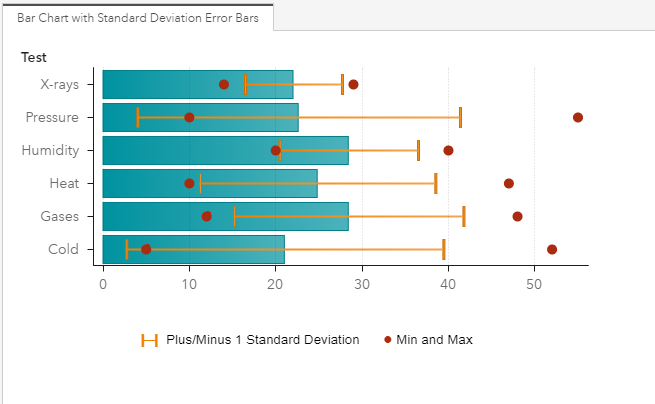 Bar Chart with Standard Deviation Error Bars
Test
X-rays
Pressure
Humidity
Heat
Gases
Cold
0 10 20 30 40 50
Plus/Minus 1 Standard Deviation Min and Max